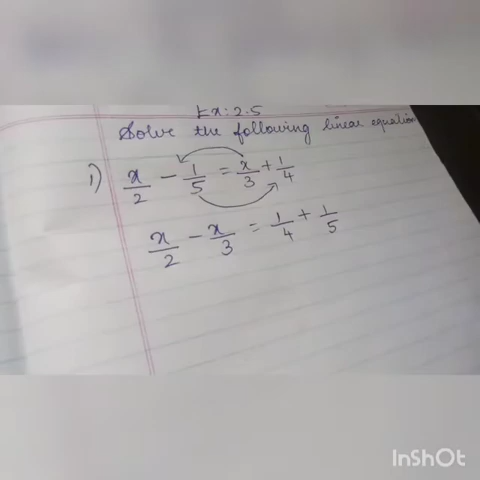 Ex: 2.5
Solve the following linear equation
1) x/2 - 1/5 = x/3 + 1/4
x/2 - x/3 = 1/4 + 1/5
InShOt